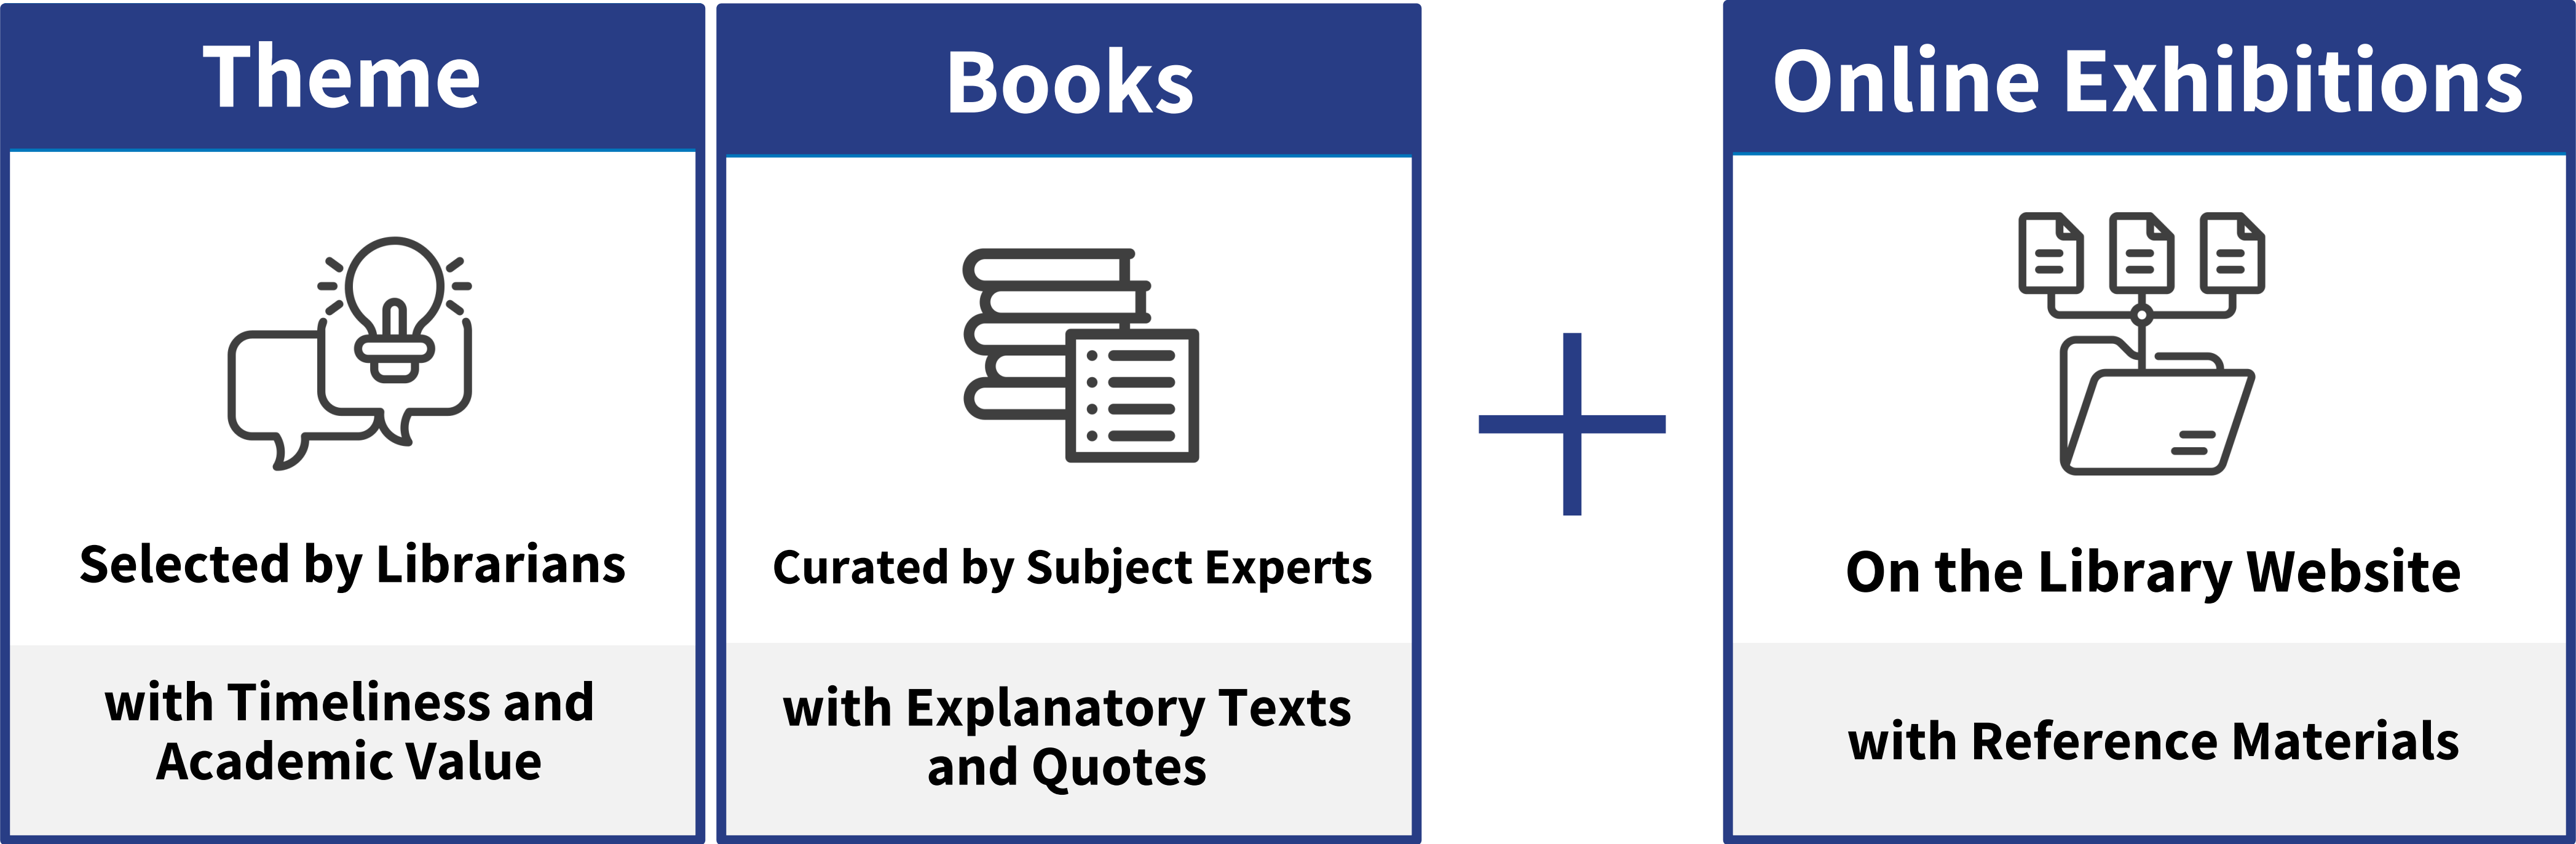 Theme
Selected by Librarians
with Timeliness and
Academic Value
Books
Curated by Subject Experts
with Explanatory Texts
and Quotes
Online Exhibitions
On the Library Website
with Reference Materials